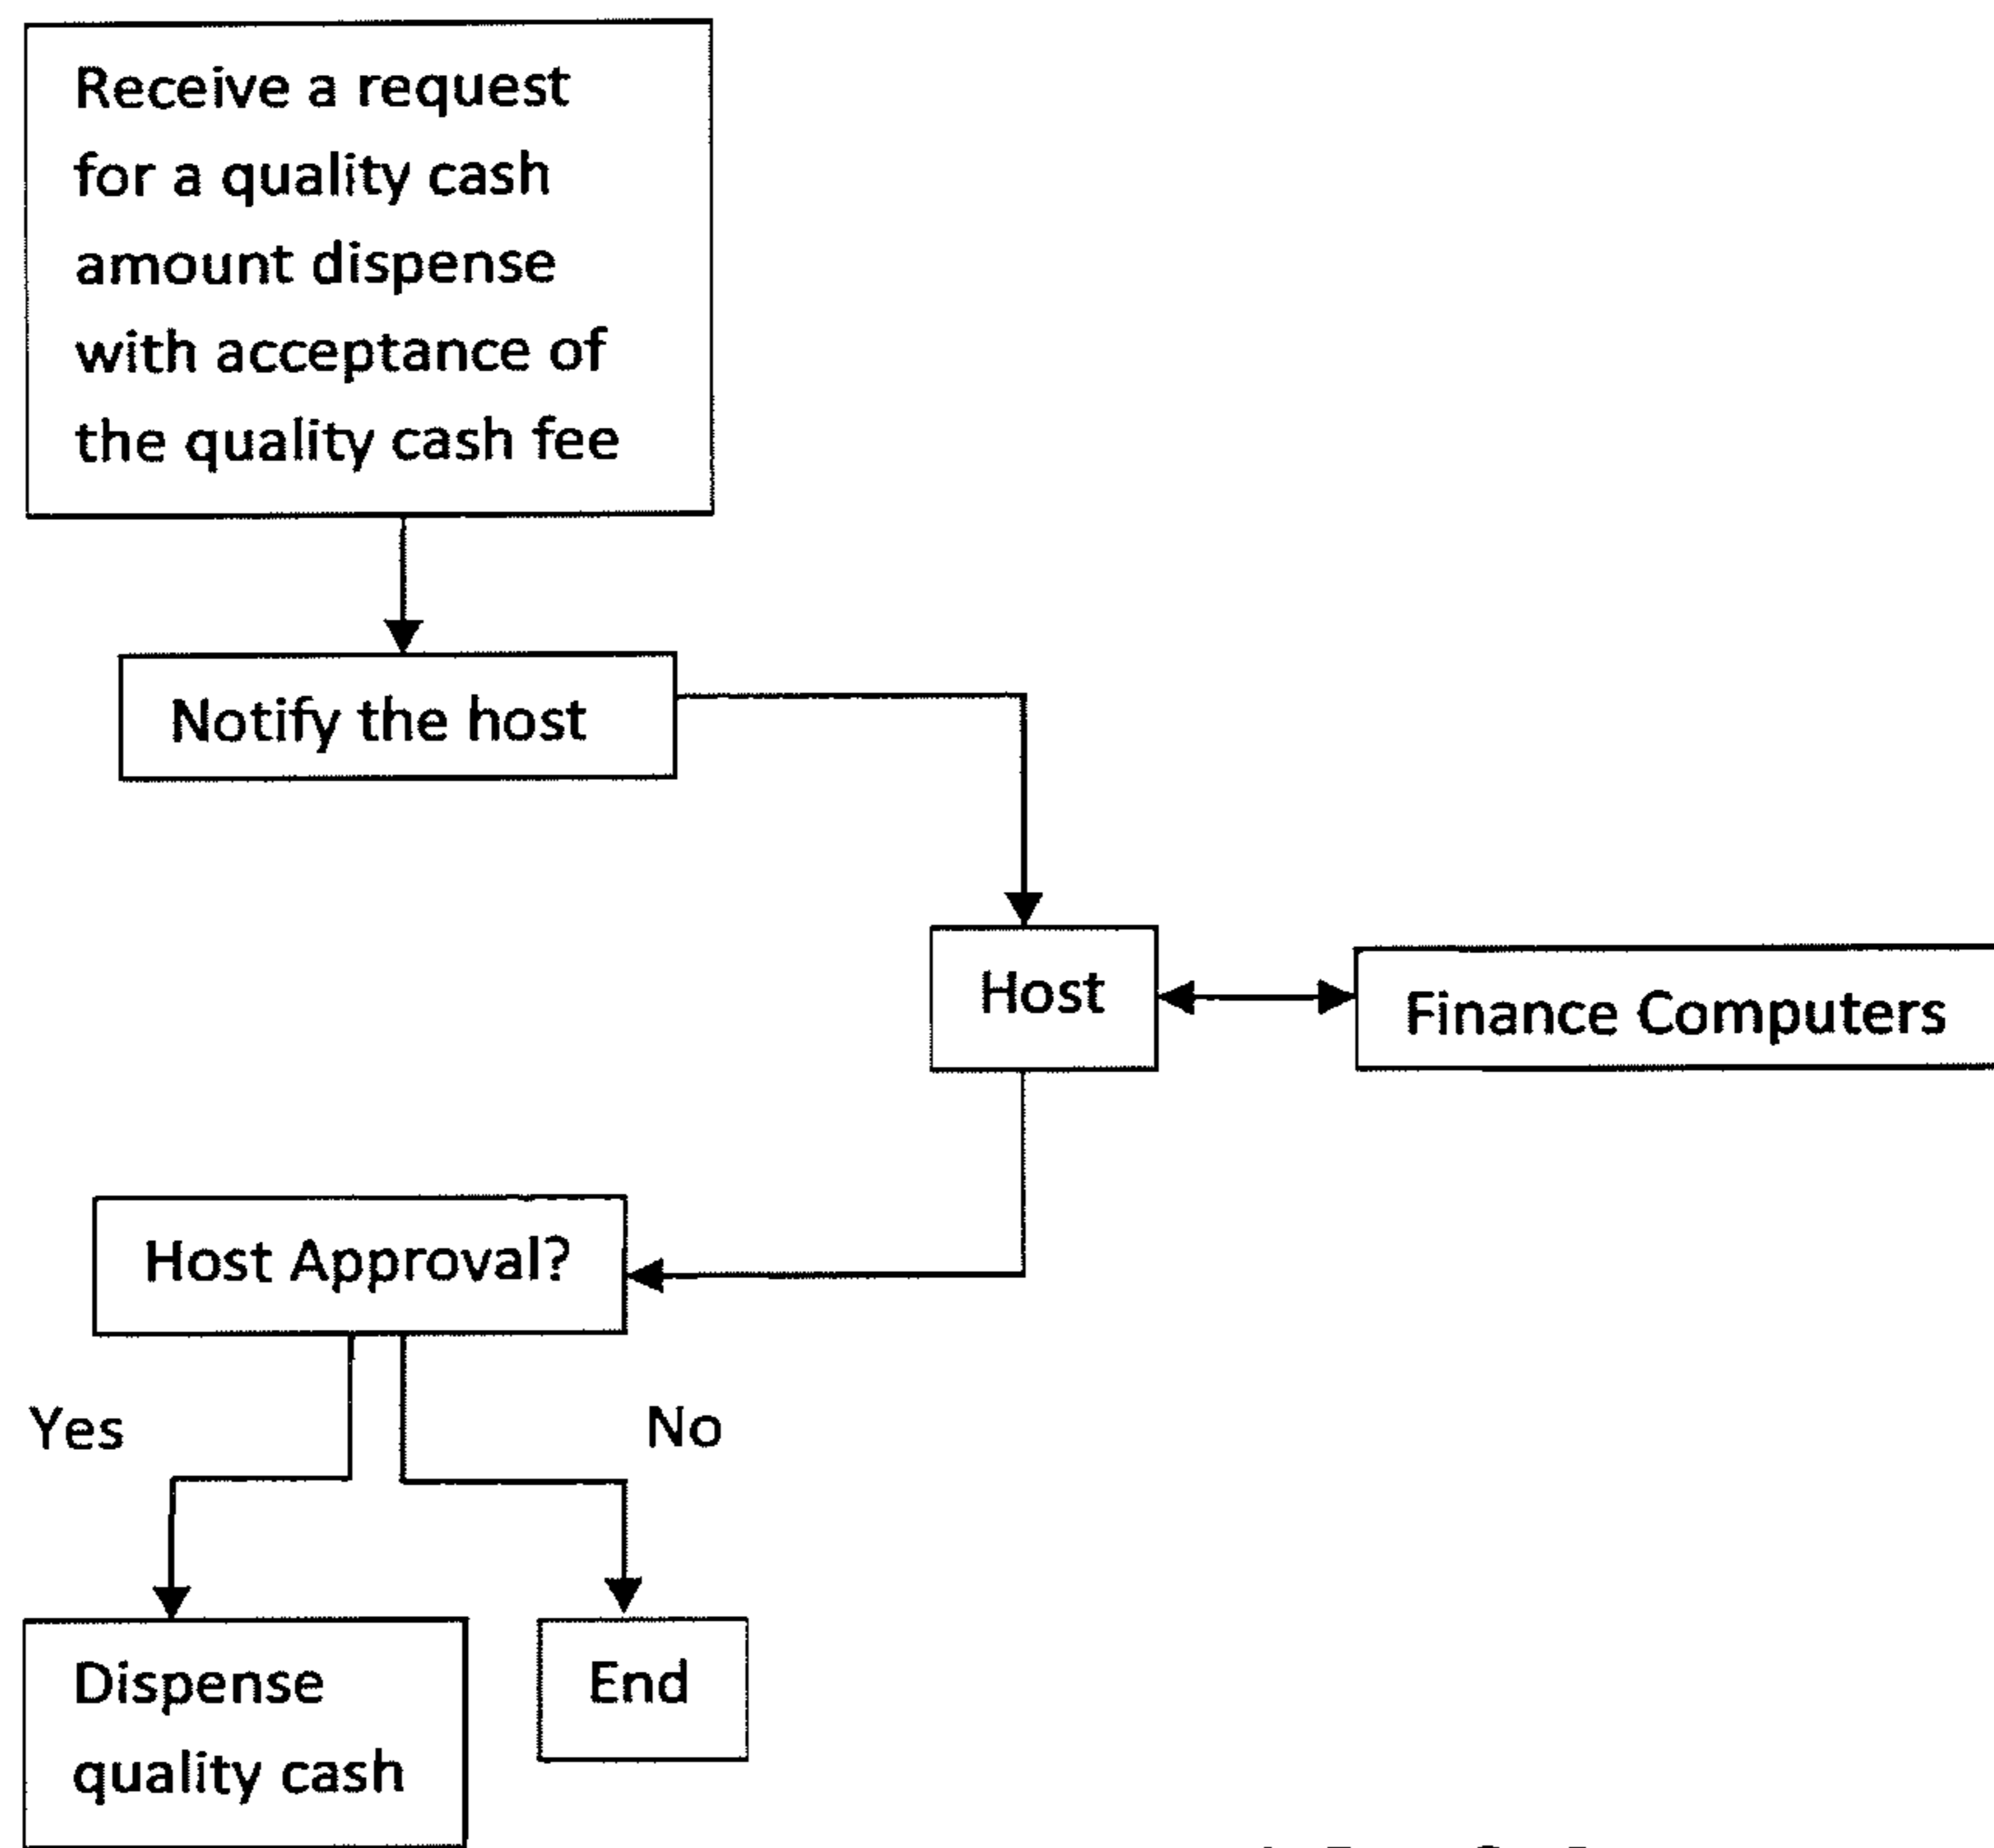 Receive a request
for a quality cash
amount dispense
with acceptance of
the quality cash fee
Notify the host
Host
Finance Computers
Host Approval?
Yes
No
Dispense
quality cash
End